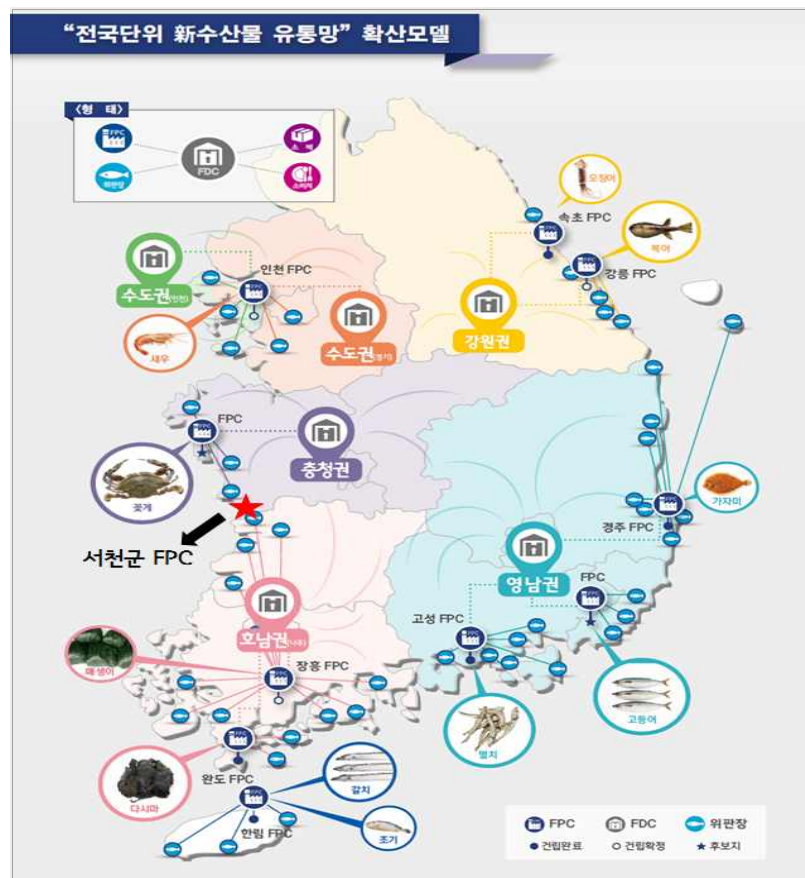 “전국단위 新수산물 유통망” 확산모델
〈형 태〉
FPC
소 매
FDC
위판장
소비처
오징어
속초 FPC
복어
강릉 FPC
인천 FPC
FPC
수도권(인천)
새우
수도권(경기)
강원권
FPC
꽃게
충청권
서천군 FPC
가자미
경주 FPC
영남권
FPC
고성 FPC
호남권(나주)
매생이
장흥 FPC
고등어
멸치
완도 FPC
다시마
갈치
한림 FPC
조기
FPC
FDC
위판장
건립완료
건립확정
후보지